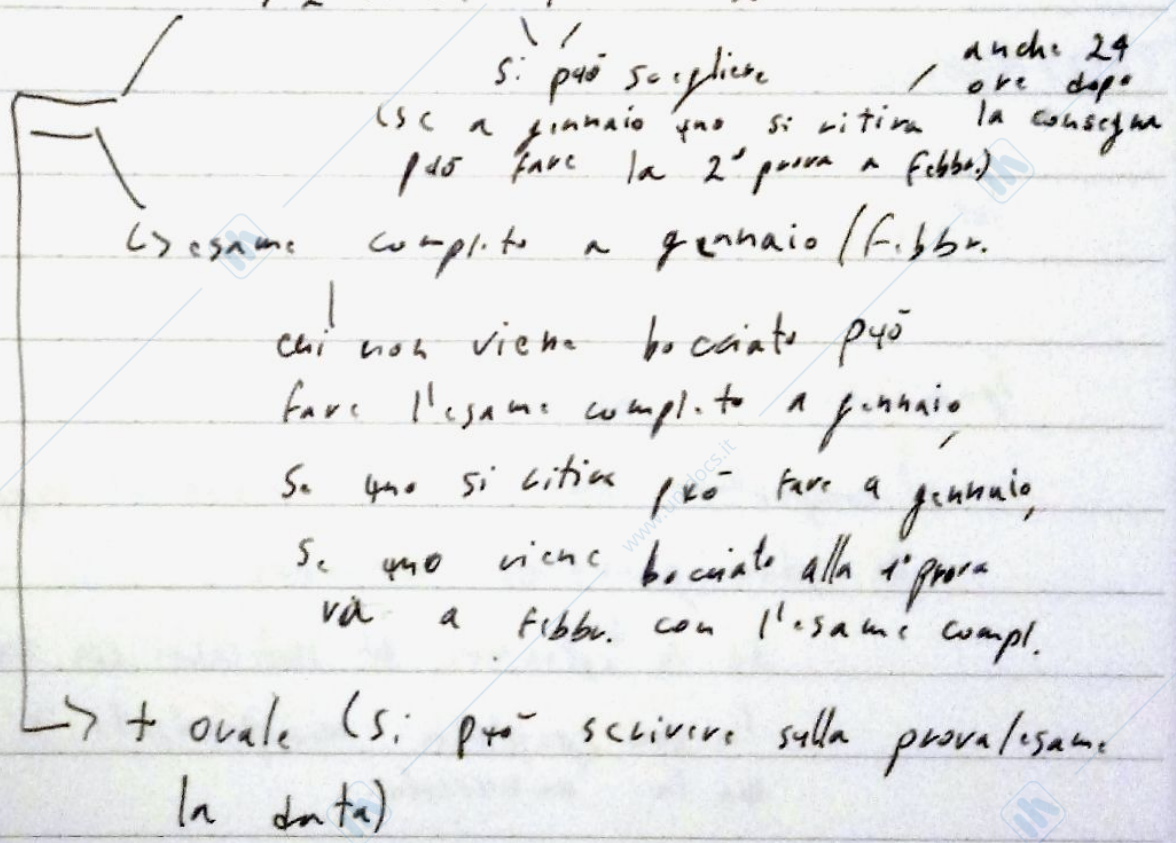 si può scegliere
anche 24
ore dopo
la consegna
(se a gennaio uno si ritira
può fare la 2ª prova a febbr.)
↳ esame completo a gennaio / febbr.
chi non viene bocciato può
fare l'esame completo a gennaio,
se uno si ritira può fare a gennaio,
se uno viene bocciato alla 1ª prova
va a febbr. con l'esame compl.
www.unidocs.it
→ + orale (si può scrivere sulla prova/esame
la data)